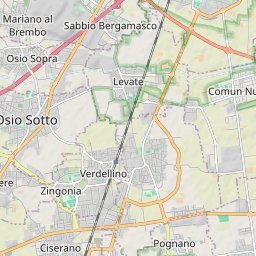 Mariano al
Brembo
Sabbio Bergamasco
Osio Sopra
Levate
Comun Nu
Osio Sotto
Verdellino
ere
Zingonia
Ciserano
Pognano